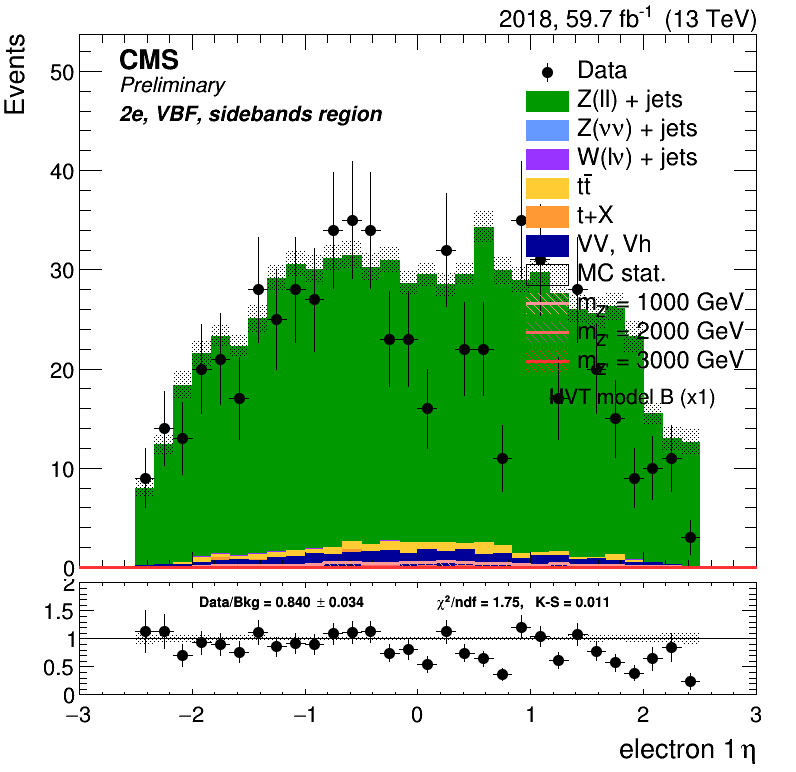 2018, 59.7 fb⁻¹ (13 TeV)
Events
CMS
Preliminary
2e, VBF, sidebands region
Data
Z(ll) + jets
Z(νν) + jets
W(lν) + jets
tt̄
t+X
VV, Vh
MC stat.
m_Z' = 1000 GeV
m_Z' = 2000 GeV
m_Z' = 3000 GeV
HVT model B (x1)
50
40
30
20
10
0
Data/Bkg = 0.840 ± 0.034 χ²/ndf = 1.75, K-S = 0.011
2
1.5
1
0.5
0
−3 −2 −1 0 1 2 3
electron 1 η